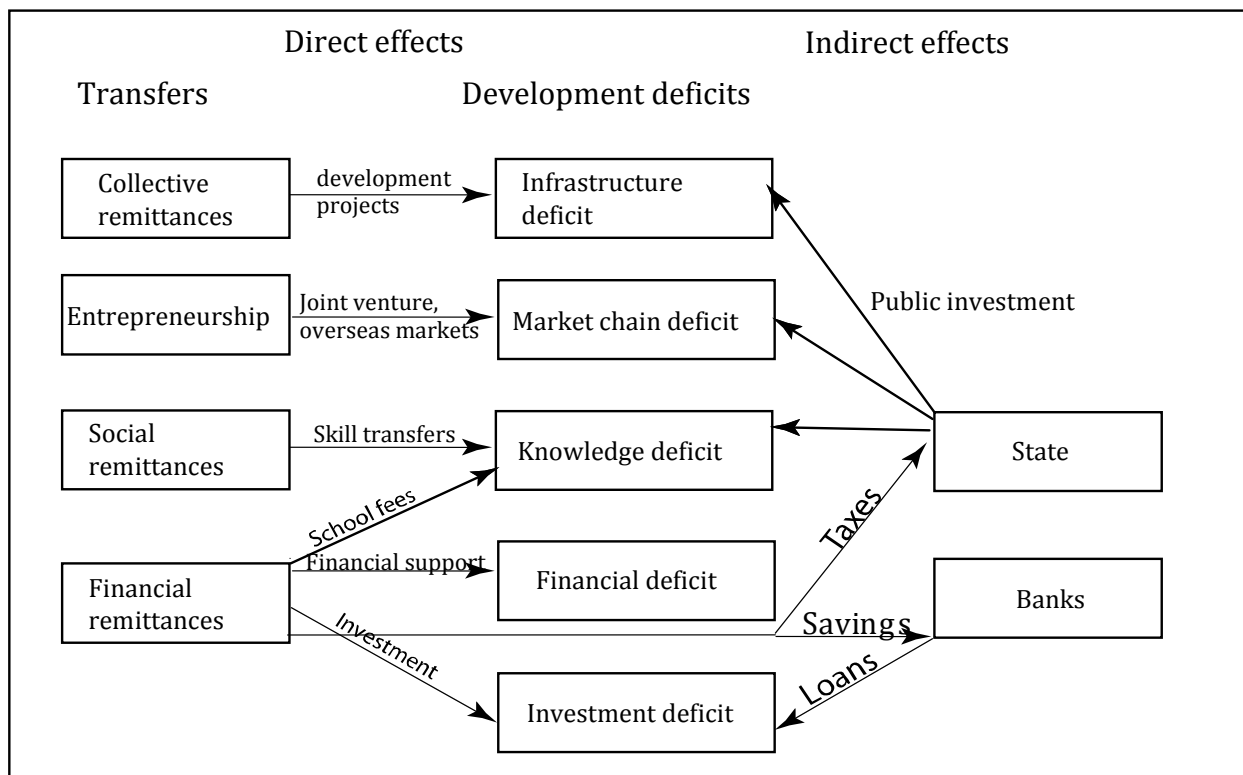 Direct effects
Indirect effects
Transfers
Development deficits
Collective
remittances
development
projects
Infrastructure
deficit
Public investment
Entrepreneurship
Joint venture,
overseas markets
Market chain deficit
Social
remittances
Skill transfers
Knowledge deficit
State
School fees
Taxes
Financial
remittances
Financial support
Financial deficit
Banks
Savings
Investment
Loans
Investment deficit